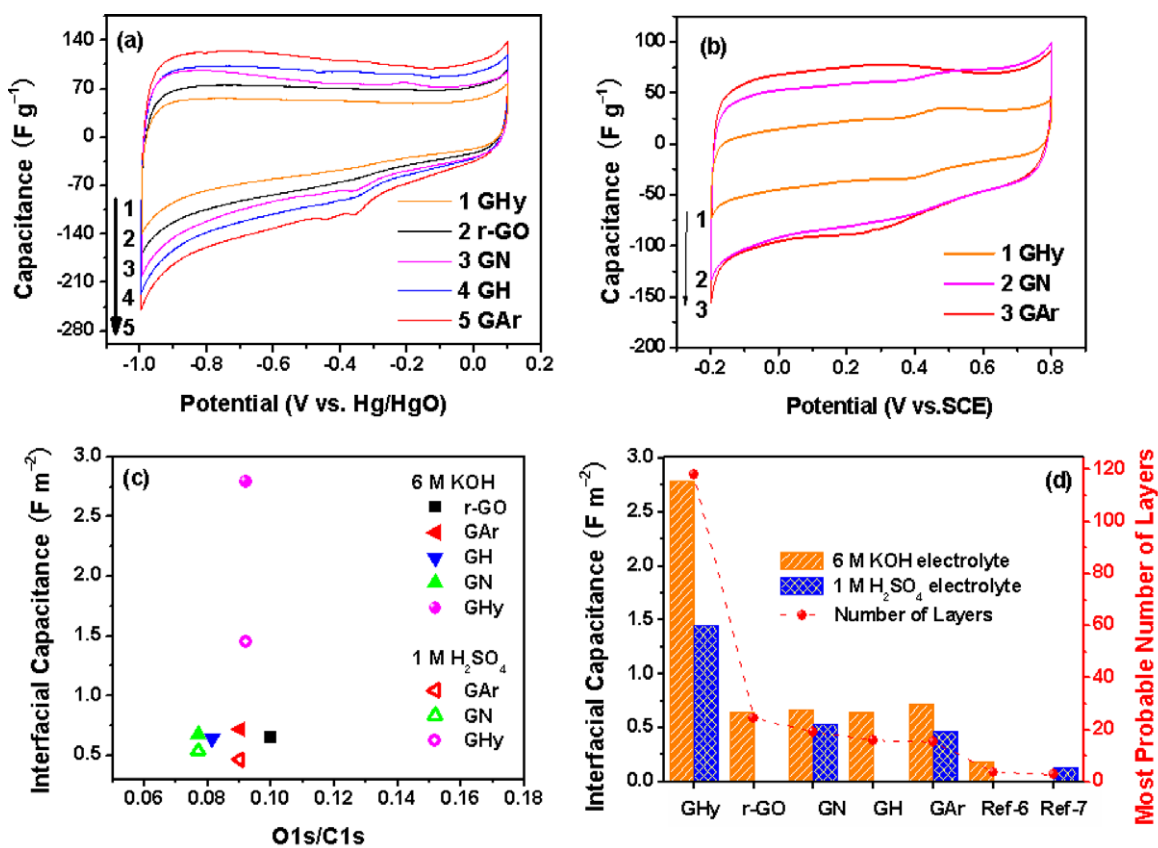 (a)
Capacitance (F g⁻¹)
140
70
0
-70
-140
-210
-280
1
2
3
4
5
1 GHy
2 r-GO
3 GN
4 GH
5 GAr
-1.0
-0.8
-0.6
-0.4
-0.2
0.0
0.2
Potential (V vs. Hg/HgO)
(b)
Capacitance (F g⁻¹)
100
50
0
-50
-100
-150
-200
1
2
3
1 GHy
2 GN
3 GAr
-0.2
0.0
0.2
0.4
0.6
0.8
Potential (V vs.SCE)
(c)
Interfacial Capacitance (F m⁻²)
3.0
2.5
2.0
1.5
1.0
0.5
6 M KOH
r-GO
GAr
GH
GN
GHy
1 M H₂SO₄
GAr
GN
GHy
0.06
0.08
0.10
0.12
0.14
0.16
0.18
O1s/C1s
(d)
Interfacial Capacitance (F m⁻²)
3.0
2.5
2.0
1.5
1.0
0.5
0.0
6 M KOH electrolyte
1 M H₂SO₄ electrolyte
Number of Layers
120
100
80
60
40
20
0
Most Probable Number of Layers
GHy
r-GO
GN
GH
GAr
Ref-6
Ref-7